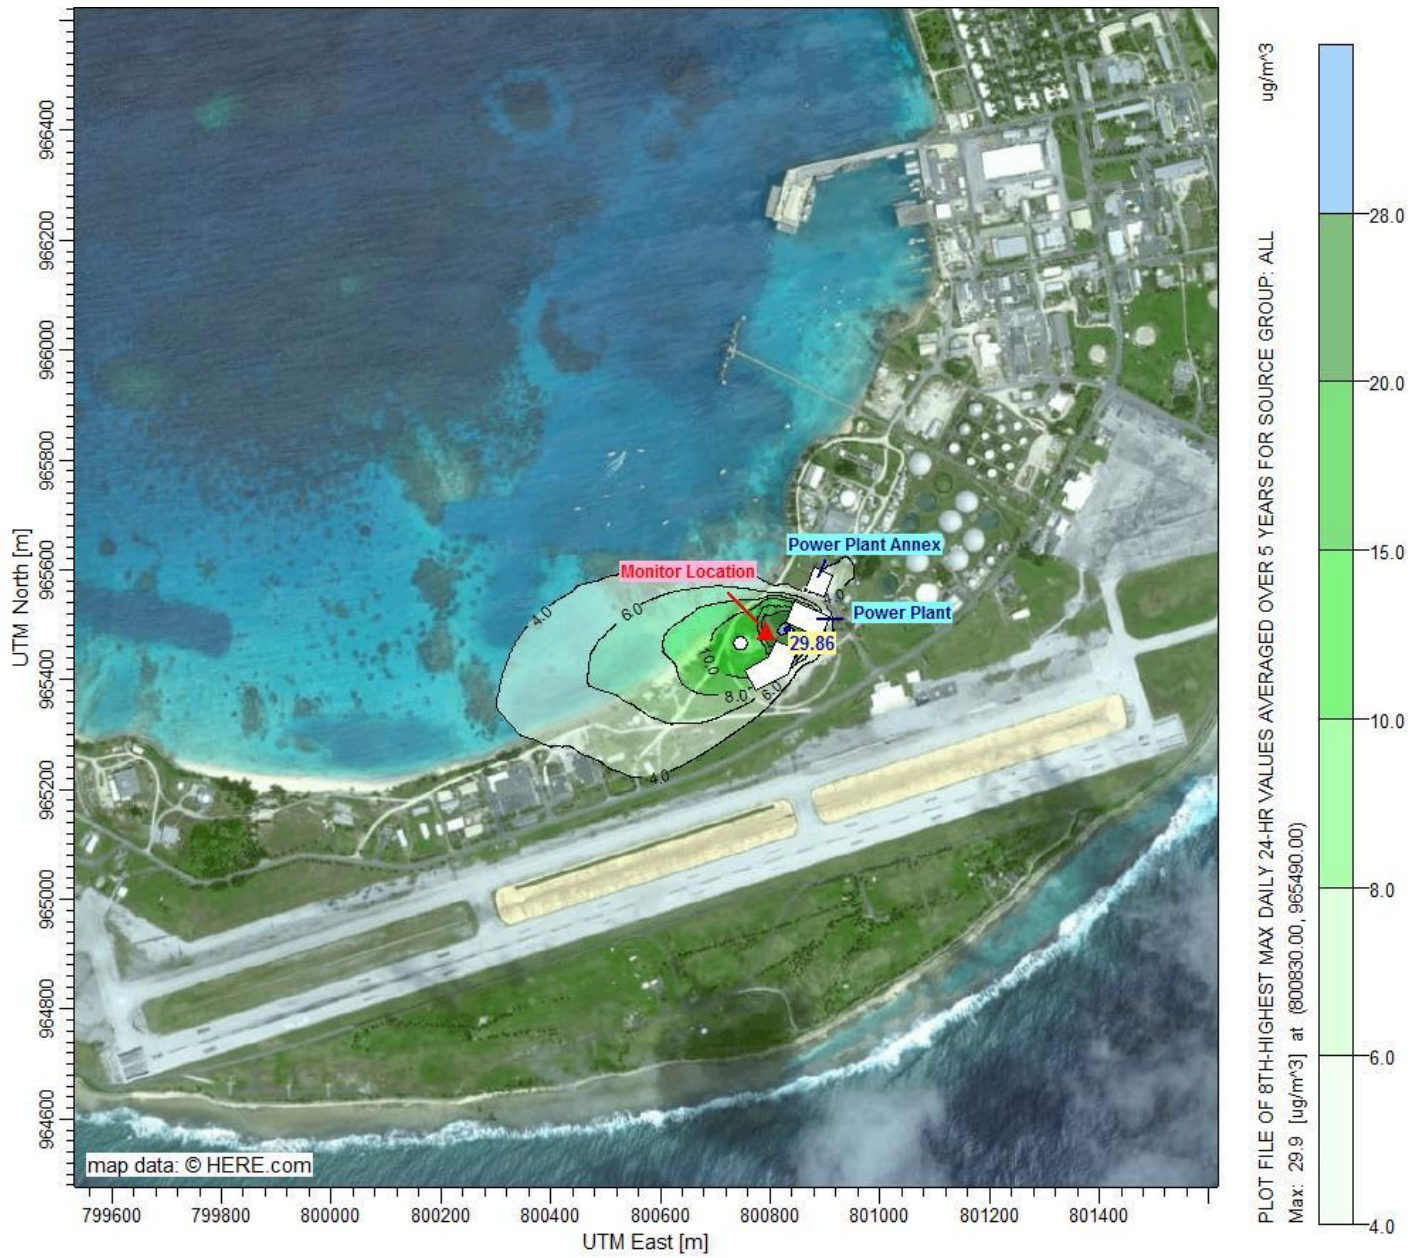 966400
966200
966000
965800
965600
965400
965200
965000
964800
964600
UTM North [m]
Power Plant Annex
Monitor Location
Power Plant
29.86
4.0
6.0
4.0
10.0
8.0
6.0
4.0
map data: © HERE.com
799600 799800 800000 800200 800400 800600 800800 801000 801200 801400
UTM East [m]
PLOT FILE OF 8TH-HIGHEST MAX DAILY 24-HR VALUES AVERAGED OVER 5 YEARS FOR SOURCE GROUP: ALL
ug/m^3
Max: 29.9 [ug/m^3] at (800830.00, 965490.00)
28.0
20.0
15.0
10.0
8.0
6.0
4.0